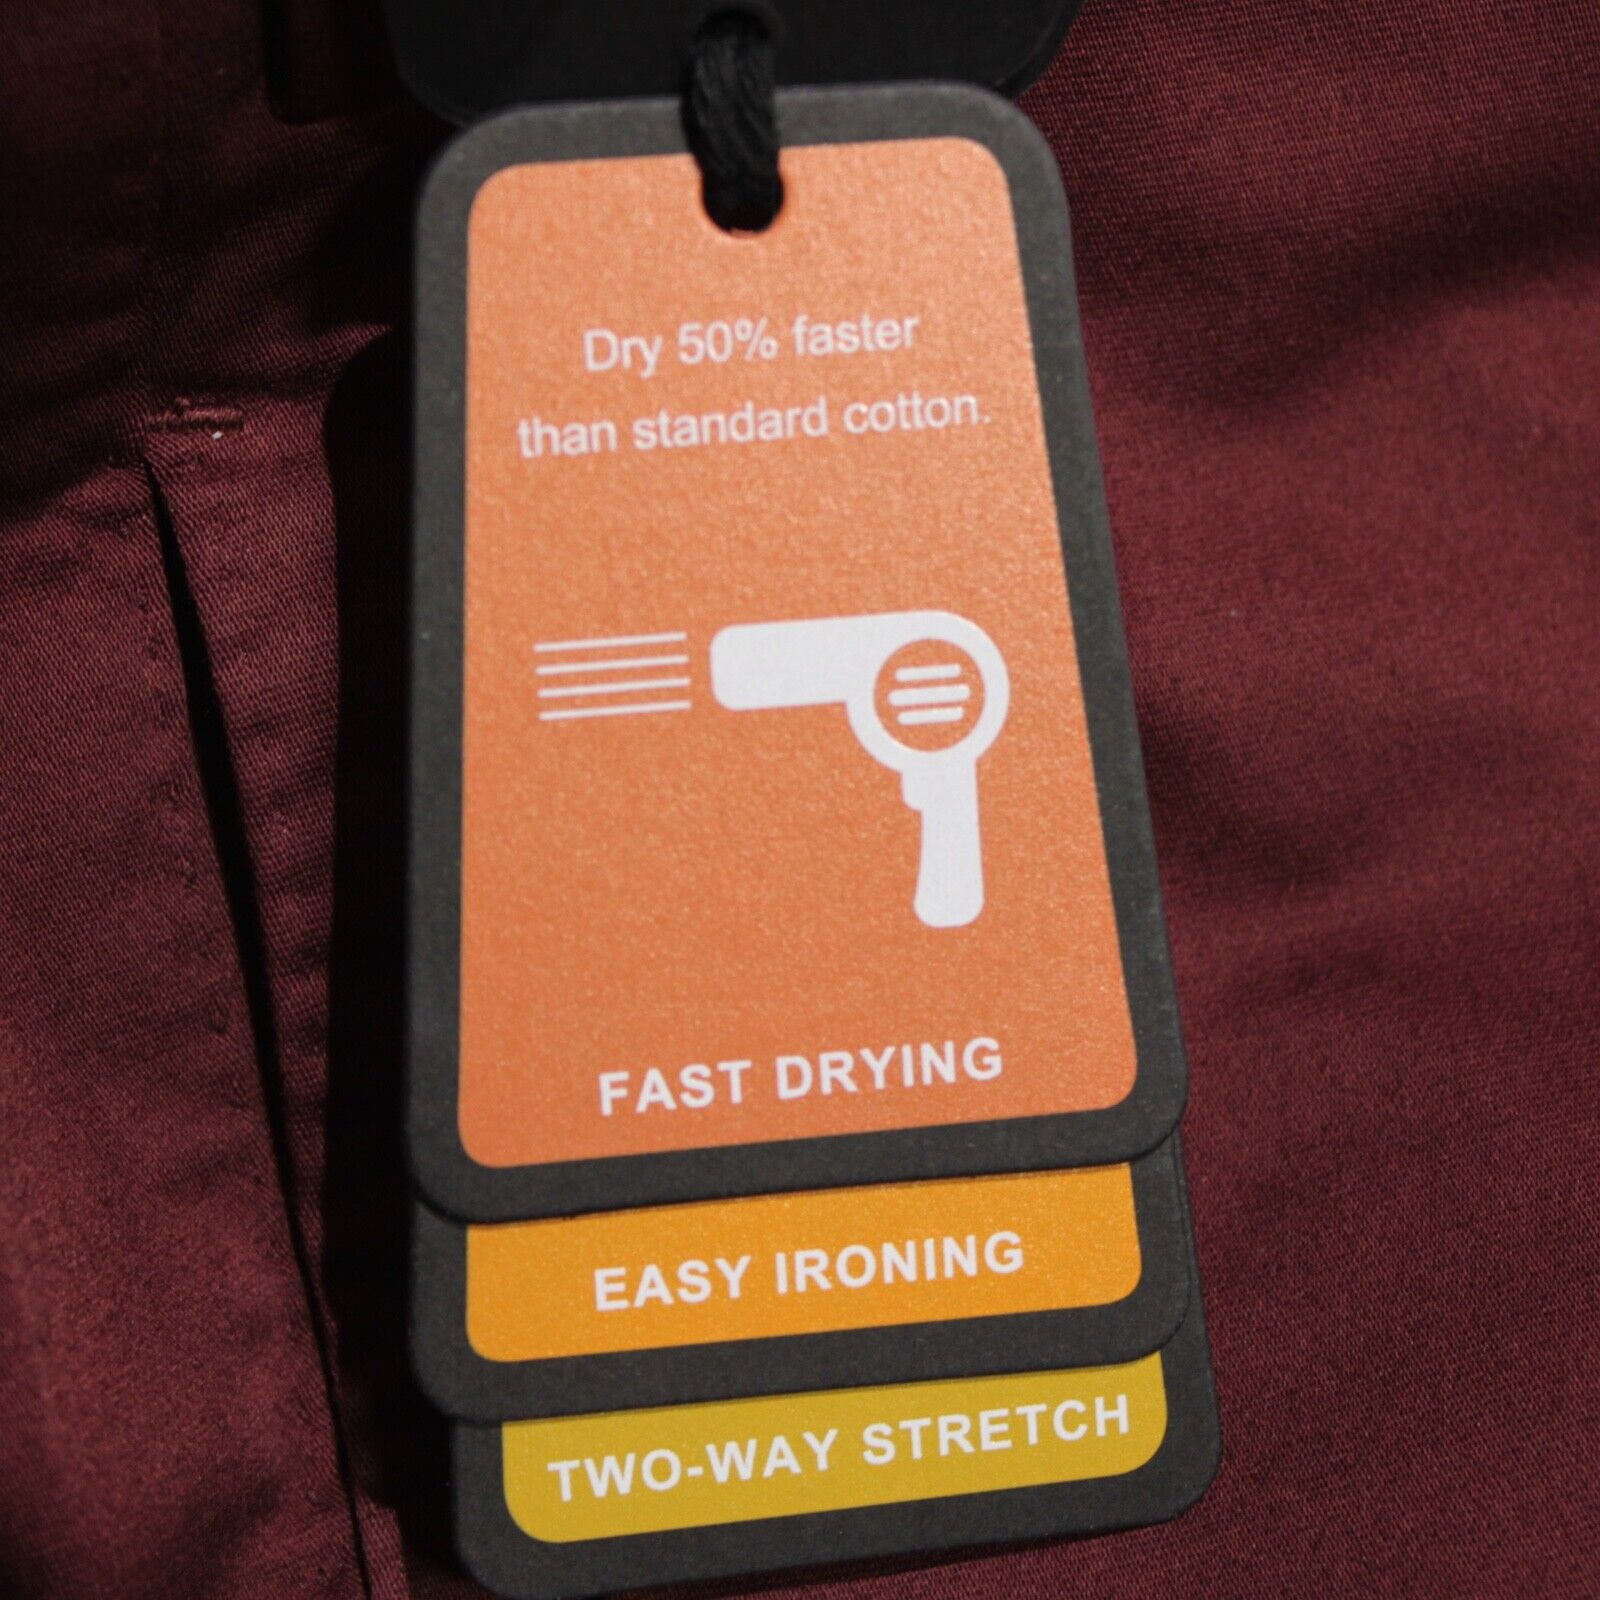 Dry 50% faster
than standard cotton.
FAST DRYING
EASY IRONING
TWO-WAY STRETCH